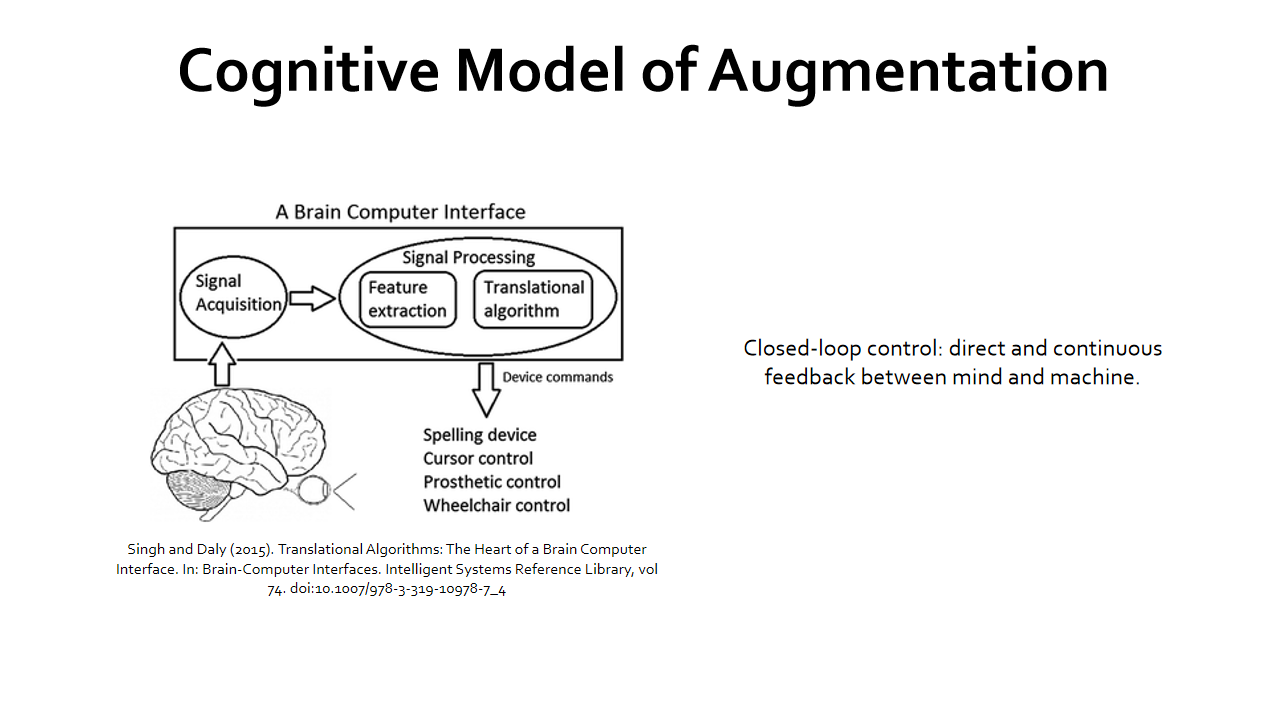 Cognitive Model of Augmentation
A Brain Computer Interface
Signal Processing
Signal
Acquisition
Feature
extraction
Translational
algorithm
Device commands
Spelling device
Cursor control
Prosthetic control
Wheelchair control
Singh and Daly (2015). Translational Algorithms: The Heart of a Brain Computer
Interface. In: Brain-Computer Interfaces. Intelligent Systems Reference Library, vol
74. doi:10.1007/978-3-319-10978-7_4
Closed-loop control: direct and continuous
feedback between mind and machine.